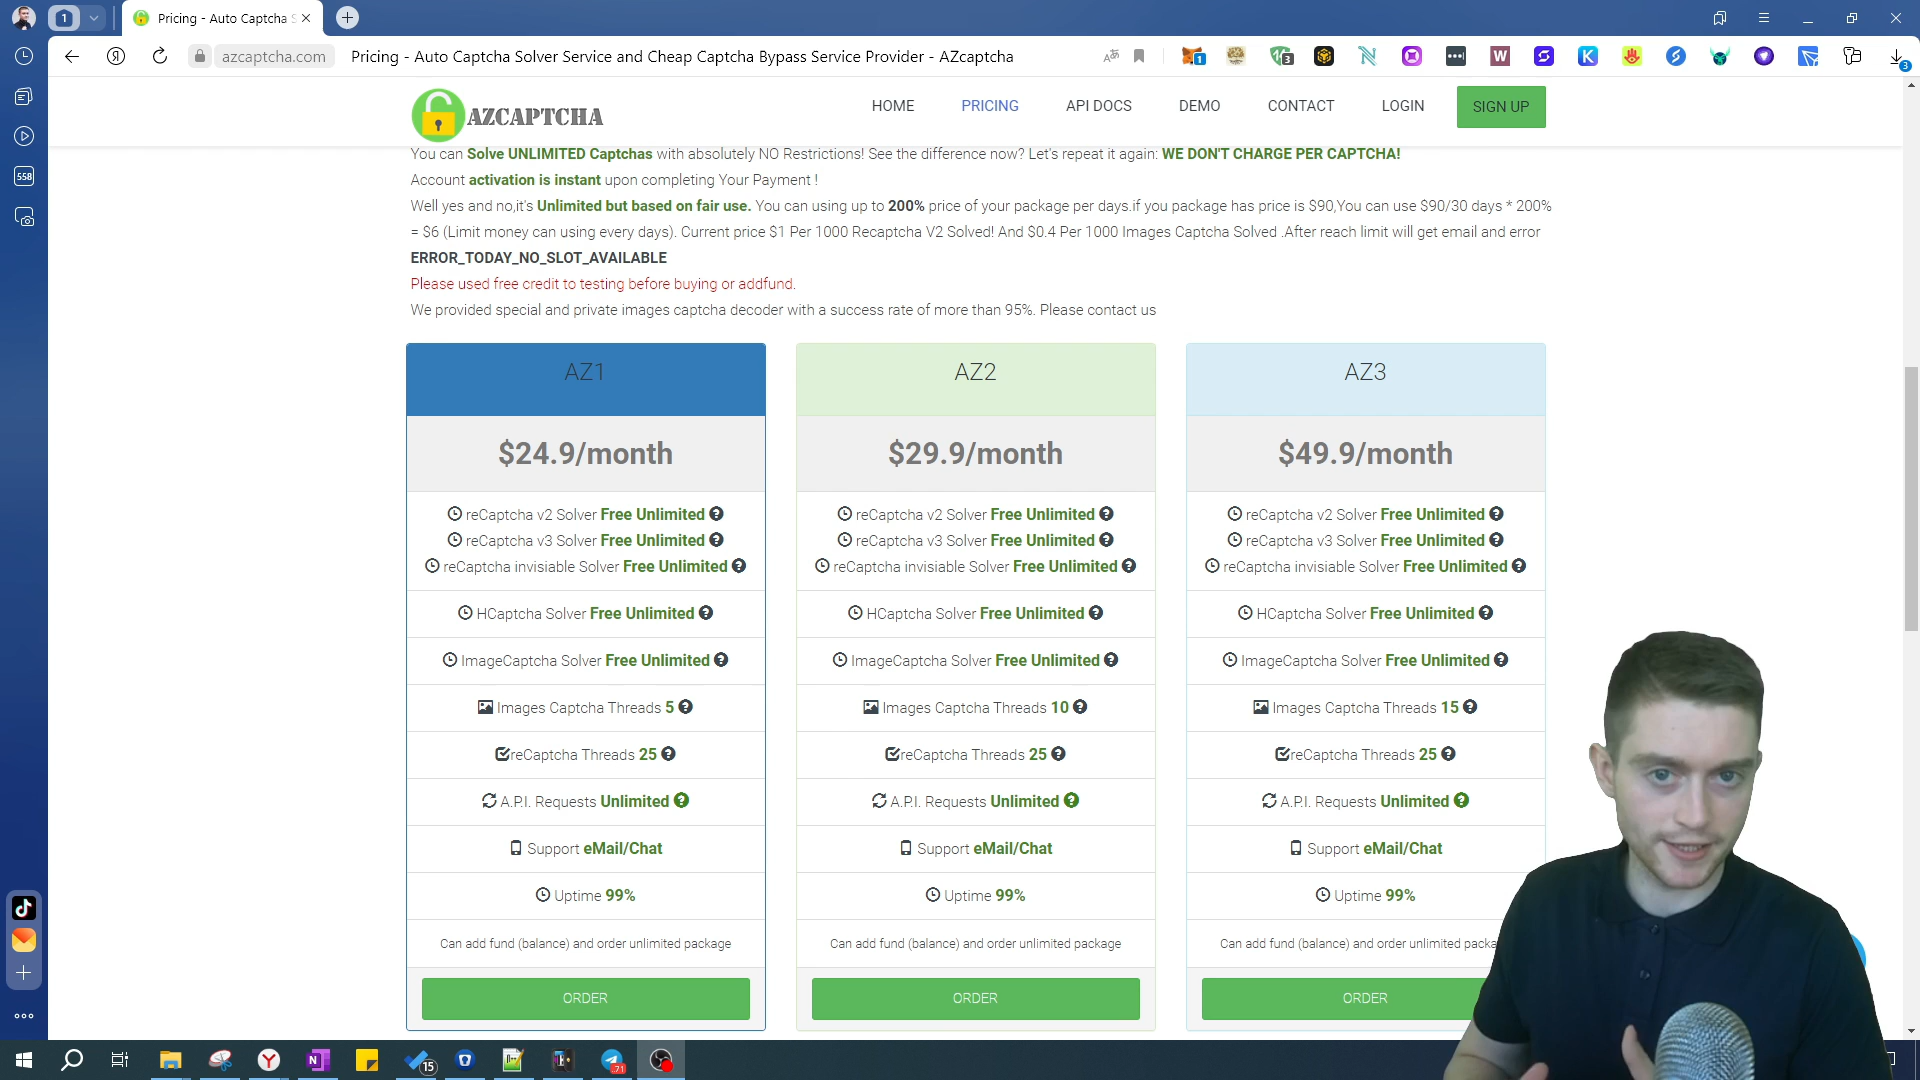 1
Pricing - Auto Captcha S
azcaptcha.com
Pricing - Auto Captcha Solver Service and Cheap Captcha Bypass Service Provider - AZcaptcha
1
3
W
K
3
558
AZCAPTCHA
HOME
PRICING
API DOCS
DEMO
CONTACT
LOGIN
SIGN UP
You can Solve UNLIMITED Captchas with absolutely NO Restrictions! See the difference now? Let's repeat it again: WE DON'T CHARGE PER CAPTCHA!
Account activation is instant upon completing Your Payment !
Well yes and no,it's Unlimited but based on fair use. You can using up to 200% price of your package per days.if you package has price is $90,You can use $90/30 days * 200%
= $6 (Limit money can using every days). Current price $1 Per 1000 Recaptcha V2 Solved! And $0.4 Per 1000 Images Captcha Solved .After reach limit will get email and error
ERROR_TODAY_NO_SLOT_AVAILABLE
Please used free credit to testing before buying or addfund.
We provided special and private images captcha decoder with a success rate of more than 95%. Please contact us
AZ1
$24.9/month
reCaptcha v2 Solver Free Unlimited
reCaptcha v3 Solver Free Unlimited
reCaptcha invisiable Solver Free Unlimited
HCaptcha Solver Free Unlimited
ImageCaptcha Solver Free Unlimited
Images Captcha Threads 5
reCaptcha Threads 25
A.P.I. Requests Unlimited
Support eMail/Chat
Uptime 99%
Can add fund (balance) and order unlimited package
ORDER
AZ2
$29.9/month
reCaptcha v2 Solver Free Unlimited
reCaptcha v3 Solver Free Unlimited
reCaptcha invisiable Solver Free Unlimited
HCaptcha Solver Free Unlimited
ImageCaptcha Solver Free Unlimited
Images Captcha Threads 10
reCaptcha Threads 25
A.P.I. Requests Unlimited
Support eMail/Chat
Uptime 99%
Can add fund (balance) and order unlimited package
ORDER
AZ3
$49.9/month
reCaptcha v2 Solver Free Unlimited
reCaptcha v3 Solver Free Unlimited
reCaptcha invisiable Solver Free Unlimited
HCaptcha Solver Free Unlimited
ImageCaptcha Solver Free Unlimited
Images Captcha Threads 15
reCaptcha Threads 25
A.P.I. Requests Unlimited
Support eMail/Chat
Uptime 99%
Can add fund (balance) and order unlimited packa
ORDER
15
71